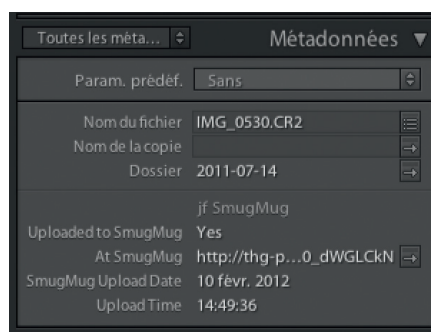 Toutes les méta... Métadonnées
Param. prédéf. Sans
Nom du fichier IMG_0530.CR2
Nom de la copie
Dossier 2011-07-14
jf SmugMug
Uploaded to SmugMug Yes
At SmugMug http://thg-p...0_dWGLCkN
SmugMug Upload Date 10 févr. 2012
Upload Time 14:49:36